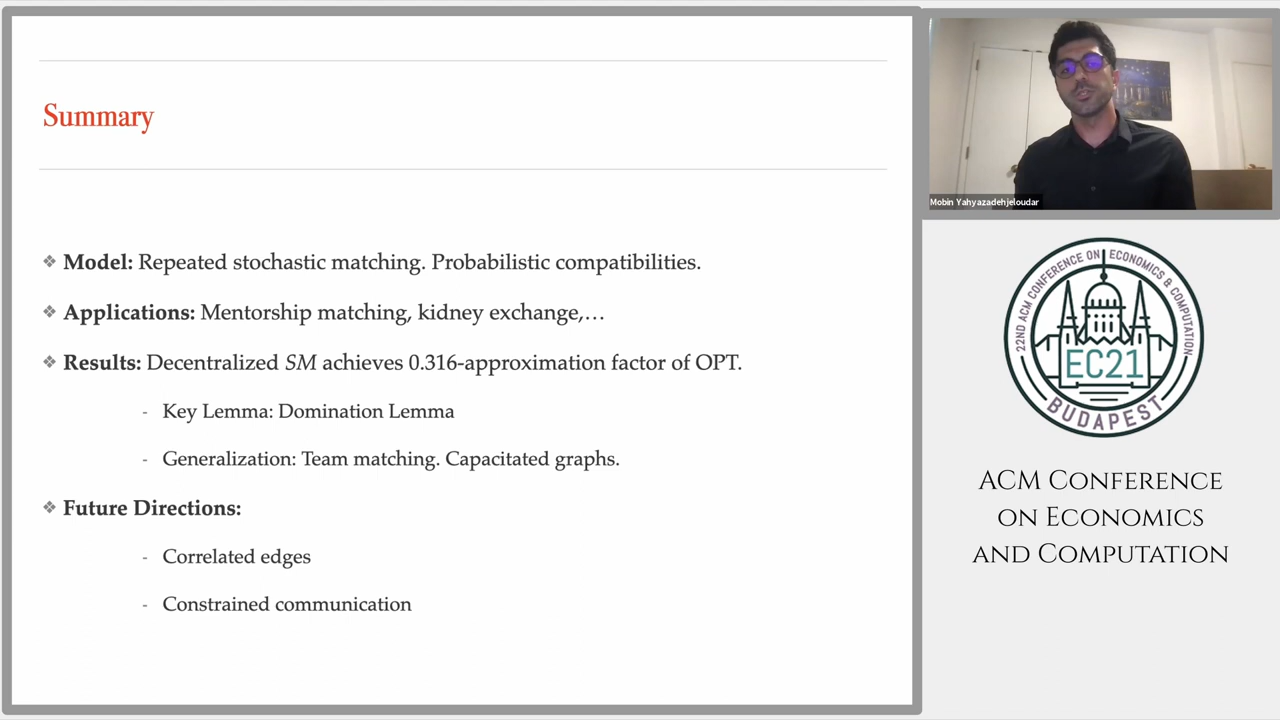 Summary
❖ Model: Repeated stochastic matching. Probabilistic compatibilities.
❖ Applications: Mentorship matching, kidney exchange,…
❖ Results: Decentralized SM achieves 0.316-approximation factor of OPT.
- Key Lemma: Domination Lemma
- Generalization: Team matching. Capacitated graphs.
❖ Future Directions:
- Correlated edges
- Constrained communication
Mobin Yahyazadehjeloudar
22ND ACM CONFERENCE ON ECONOMICS & COMPUTATION
EC21
BUDAPEST
ACM Conference
on Economics
and Computation